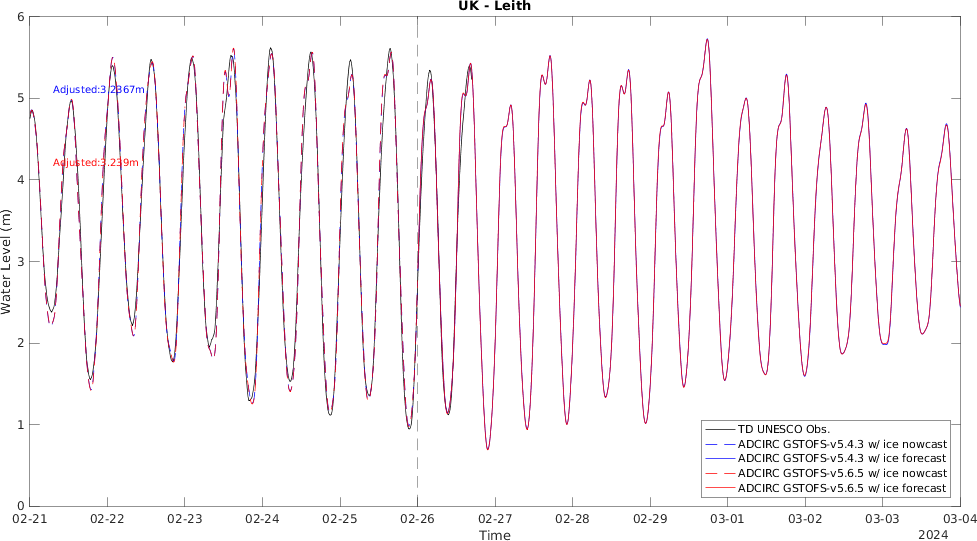 UK - Leith
6
5
4
3
2
1
0
Water Level (m)
Adjusted:3.2367m
Adjusted:3.239m
TD UNESCO Obs.
ADCIRC GSTOFS-v5.4.3 w/ ice nowcast
ADCIRC GSTOFS-v5.4.3 w/ ice forecast
ADCIRC GSTOFS-v5.6.5 w/ ice nowcast
ADCIRC GSTOFS-v5.6.5 w/ ice forecast
02-21 02-22 02-23 02-24 02-25 02-26 02-27 02-28 02-29 03-01 03-02 03-03 03-04
Time
2024